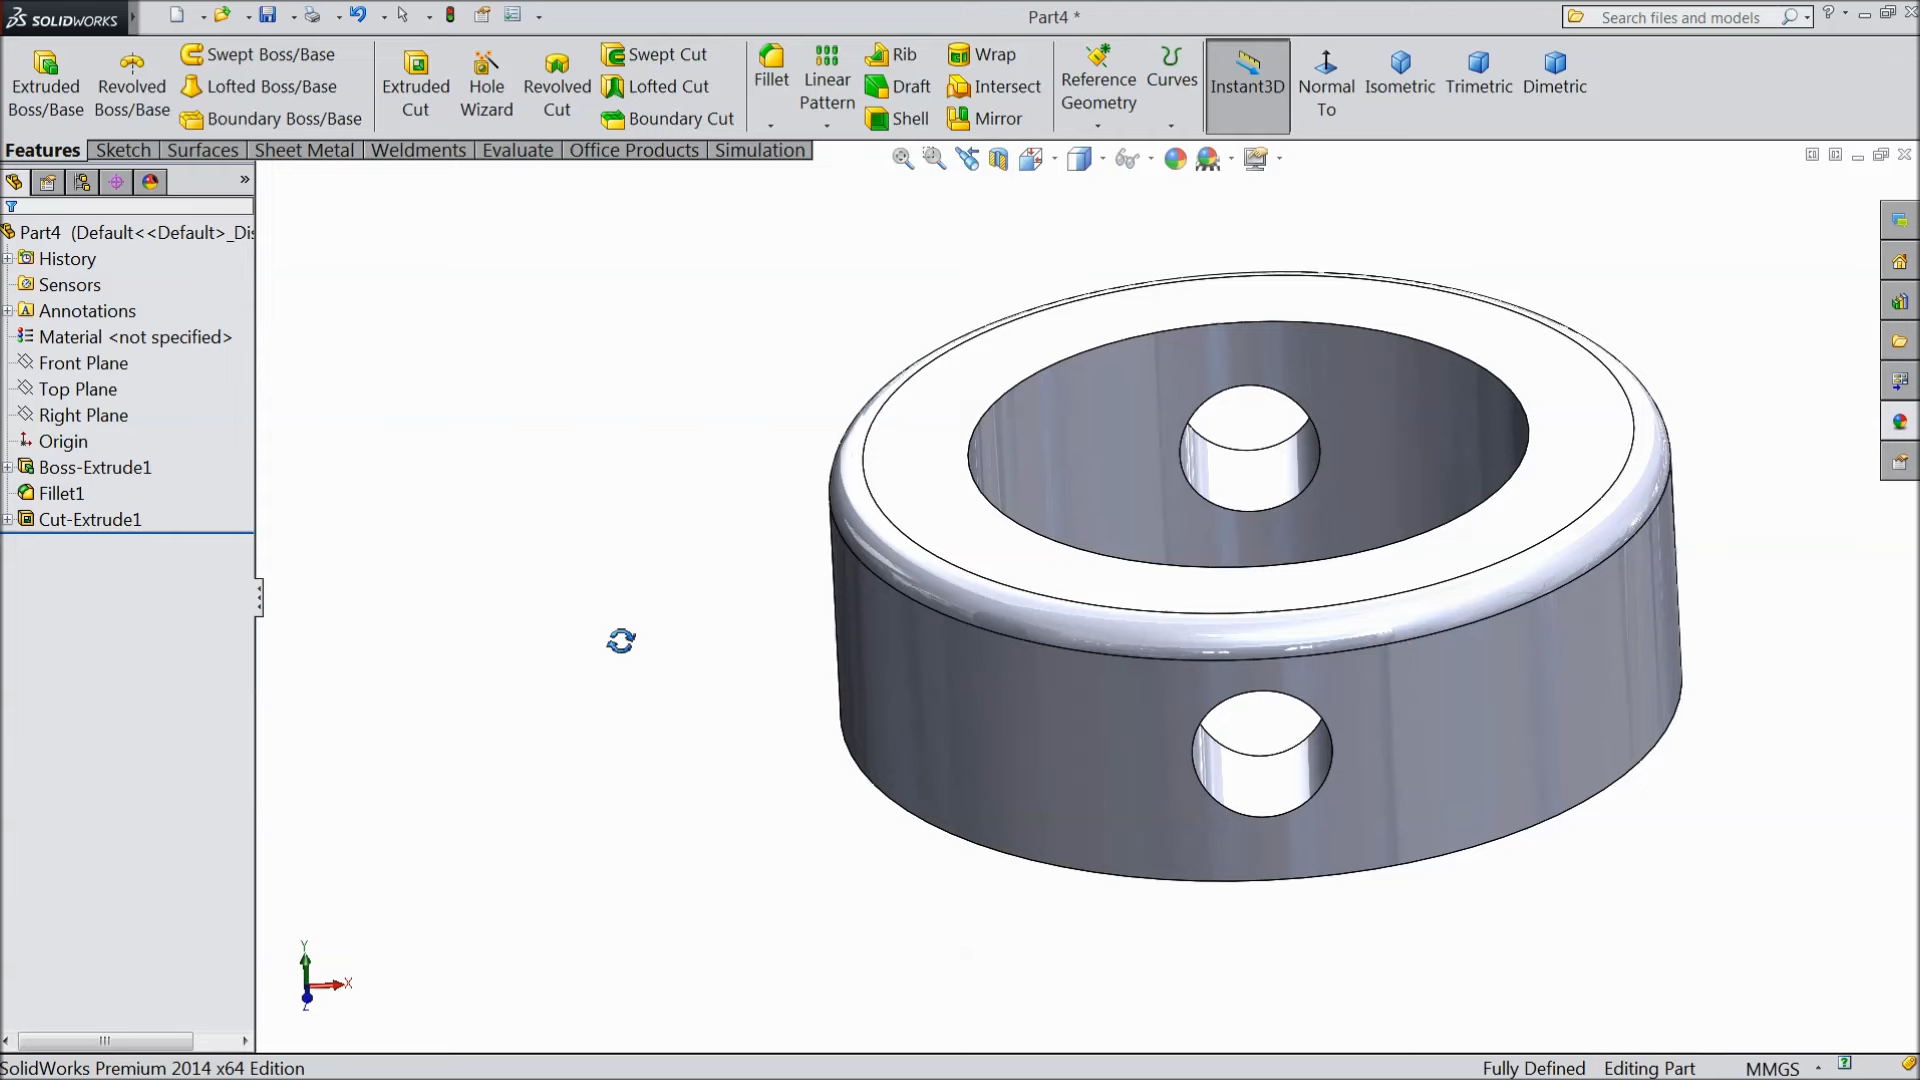 SOLIDWORKS
Part4 *
Search files and models
?
Extruded Boss/Base
Revolved Boss/Base
Swept Boss/Base
Lofted Boss/Base
Boundary Boss/Base
Extruded Cut
Hole Wizard
Revolved Cut
Swept Cut
Lofted Cut
Boundary Cut
Fillet
Linear Pattern
Rib
Draft
Shell
Wrap
Intersect
Mirror
Reference Geometry
Curves
Instant3D
Normal To
Isometric
Trimetric
Dimetric
Features Sketch Surfaces Sheet Metal Weldments Evaluate Office Products Simulation
»
Part4 (Default<<Default>_Dis
History
Sensors
A Annotations
Material <not specified>
Front Plane
Top Plane
Right Plane
Origin
Boss-Extrude1
Fillet1
Cut-Extrude1
Y
X
Z
SolidWorks Premium 2014 x64 Edition
Fully Defined Editing Part MMGS ?